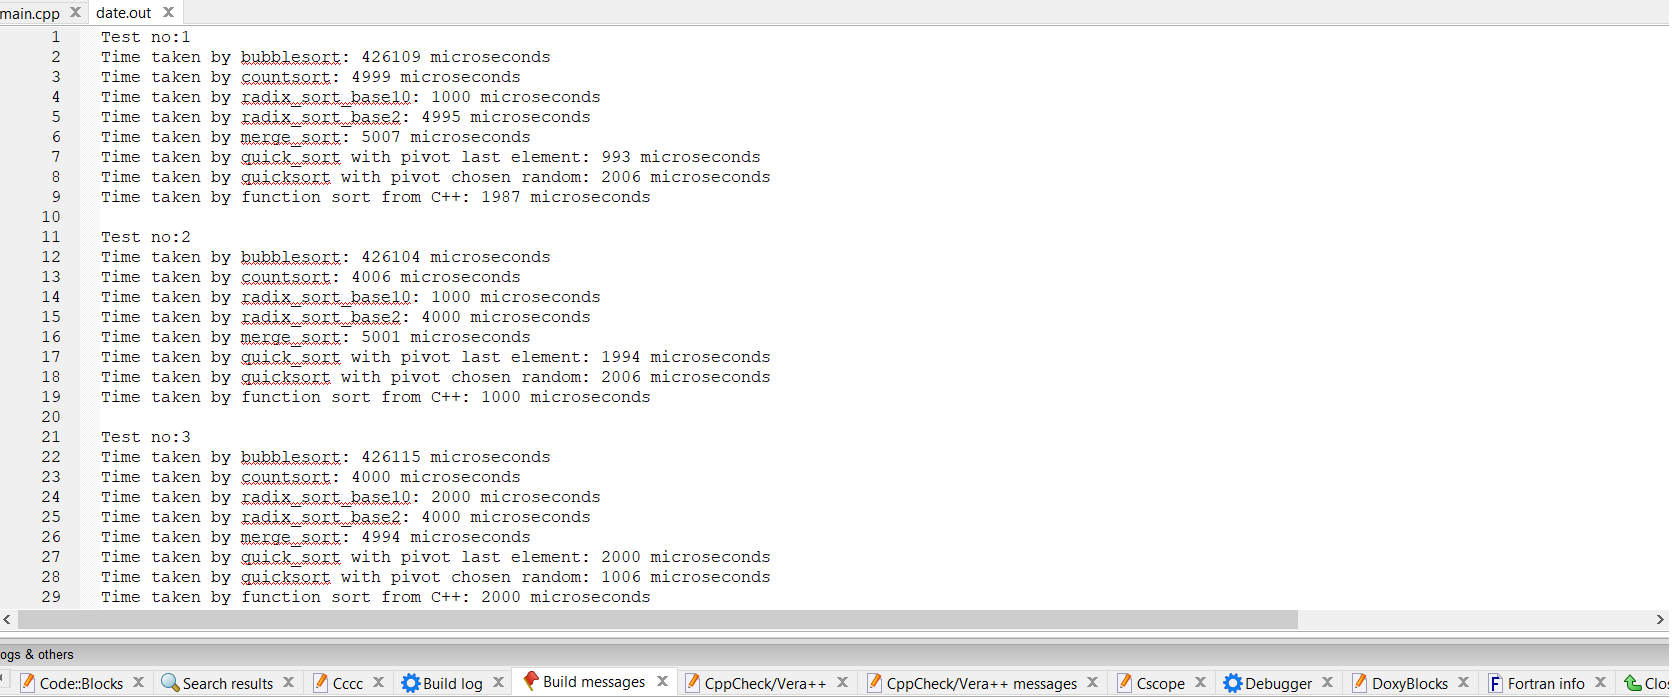 main.cpp X date.out X
1 Test no:1
2 Time taken by bubblesort: 426109 microseconds
3 Time taken by countsort: 4999 microseconds
4 Time taken by radix_sort_base10: 1000 microseconds
5 Time taken by radix_sort_base2: 4995 microseconds
6 Time taken by merge_sort: 5007 microseconds
7 Time taken by quick_sort with pivot last element: 993 microseconds
8 Time taken by quicksort with pivot chosen random: 2006 microseconds
9 Time taken by function sort from C++: 1987 microseconds
10
11 Test no:2
12 Time taken by bubblesort: 426104 microseconds
13 Time taken by countsort: 4006 microseconds
14 Time taken by radix_sort_base10: 1000 microseconds
15 Time taken by radix_sort_base2: 4000 microseconds
16 Time taken by merge_sort: 5001 microseconds
17 Time taken by quick_sort with pivot last element: 1994 microseconds
18 Time taken by quicksort with pivot chosen random: 2006 microseconds
19 Time taken by function sort from C++: 1000 microseconds
20
21 Test no:3
22 Time taken by bubblesort: 426115 microseconds
23 Time taken by countsort: 4000 microseconds
24 Time taken by radix_sort_base10: 2000 microseconds
25 Time taken by radix_sort_base2: 4000 microseconds
26 Time taken by merge_sort: 4994 microseconds
27 Time taken by quick_sort with pivot last element: 2000 microseconds
28 Time taken by quicksort with pivot chosen random: 1006 microseconds
29 Time taken by function sort from C++: 2000 microseconds
ogs & others
Code::Blocks X Search results X Cccc X Build log X Build messages X CppCheck/Vera++ X CppCheck/Vera++ messages X Cscope X Debugger X DoxyBlocks X Fortran info X Clo